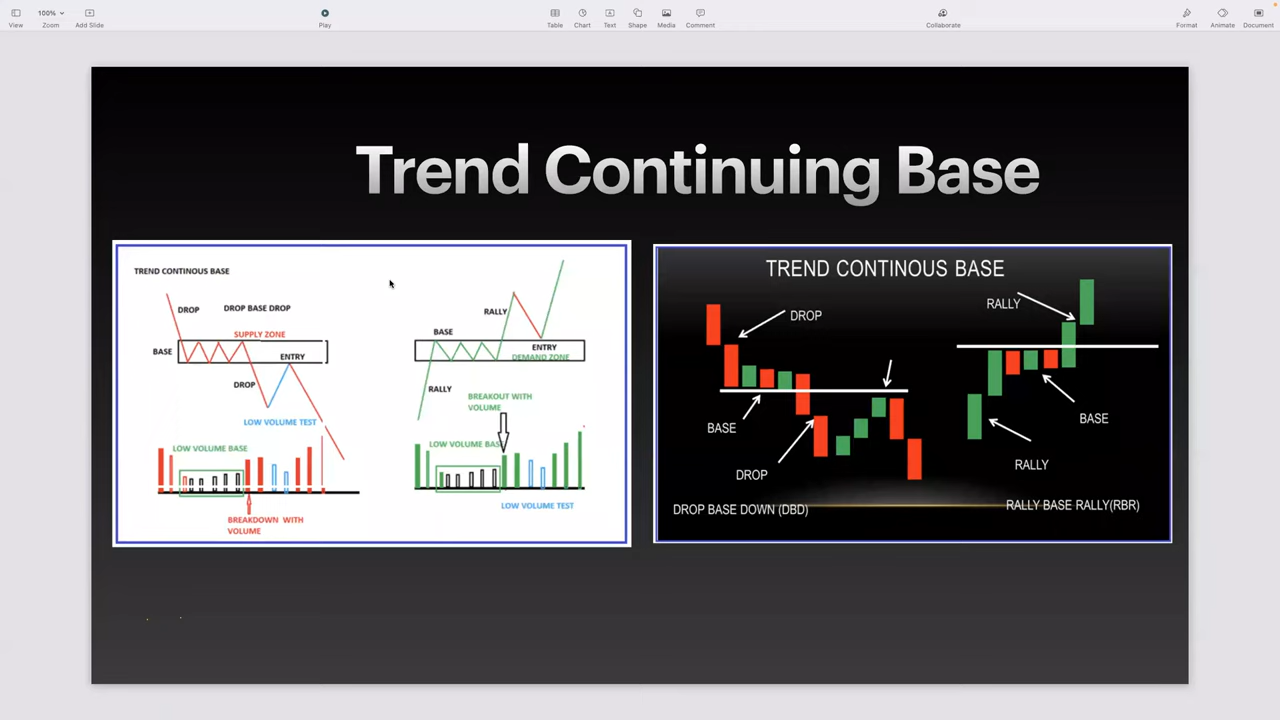 100%
View
Zoom
Add Slide
Play
Table
Chart
Text
Shape
Media
Comment
Collaborate
Format
Animate
Document
Trend Continuing Base
TREND CONTINOUS BASE
DROP
DROP BASE DROP
SUPPLY ZONE
BASE
ENTRY
DROP
LOW VOLUME TEST
LOW VOLUME BASE
BREAKDOWN WITH
VOLUME
RALLY
BASE
ENTRY
DEMAND ZONE
RALLY
BREAKOUT WITH
VOLUME
LOW VOLUME BASE
LOW VOLUME TEST
TREND CONTINOUS BASE
DROP
BASE
DROP
DROP BASE DOWN (DBD)
RALLY
BASE
RALLY
RALLY BASE RALLY(RBR)